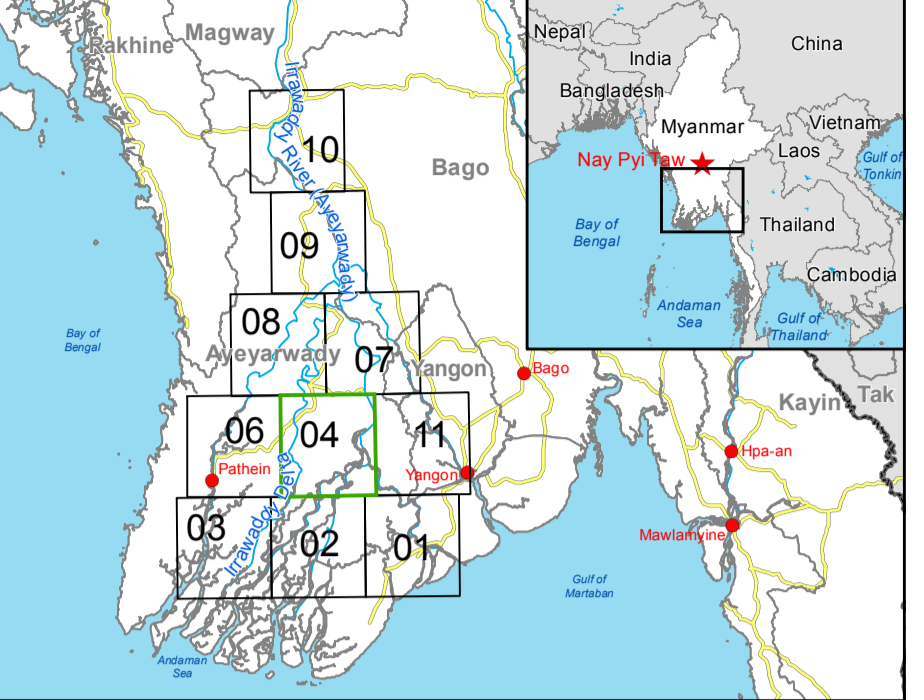 Rakhine
Magway
Irrawaddy River (Ayeyarwady)
10
Bago
09
08
Ayeyarwady
07
Yangon
Bay of
Bengal
Bago
06
04
11
Pathein
Yangon
Irrawaddy Delta
03
02
01
Andaman
Sea
Gulf of
Martaban
Kayin
Tak
Hpa-an
Mawlamyine
Nepal
India
China
Bangladesh
Myanmar
Vietnam
Laos
Nay Pyi Taw
Gulf of
Tonkin
Bay of
Bengal
Thailand
Cambodia
Andaman
Sea
Gulf of
Thailand